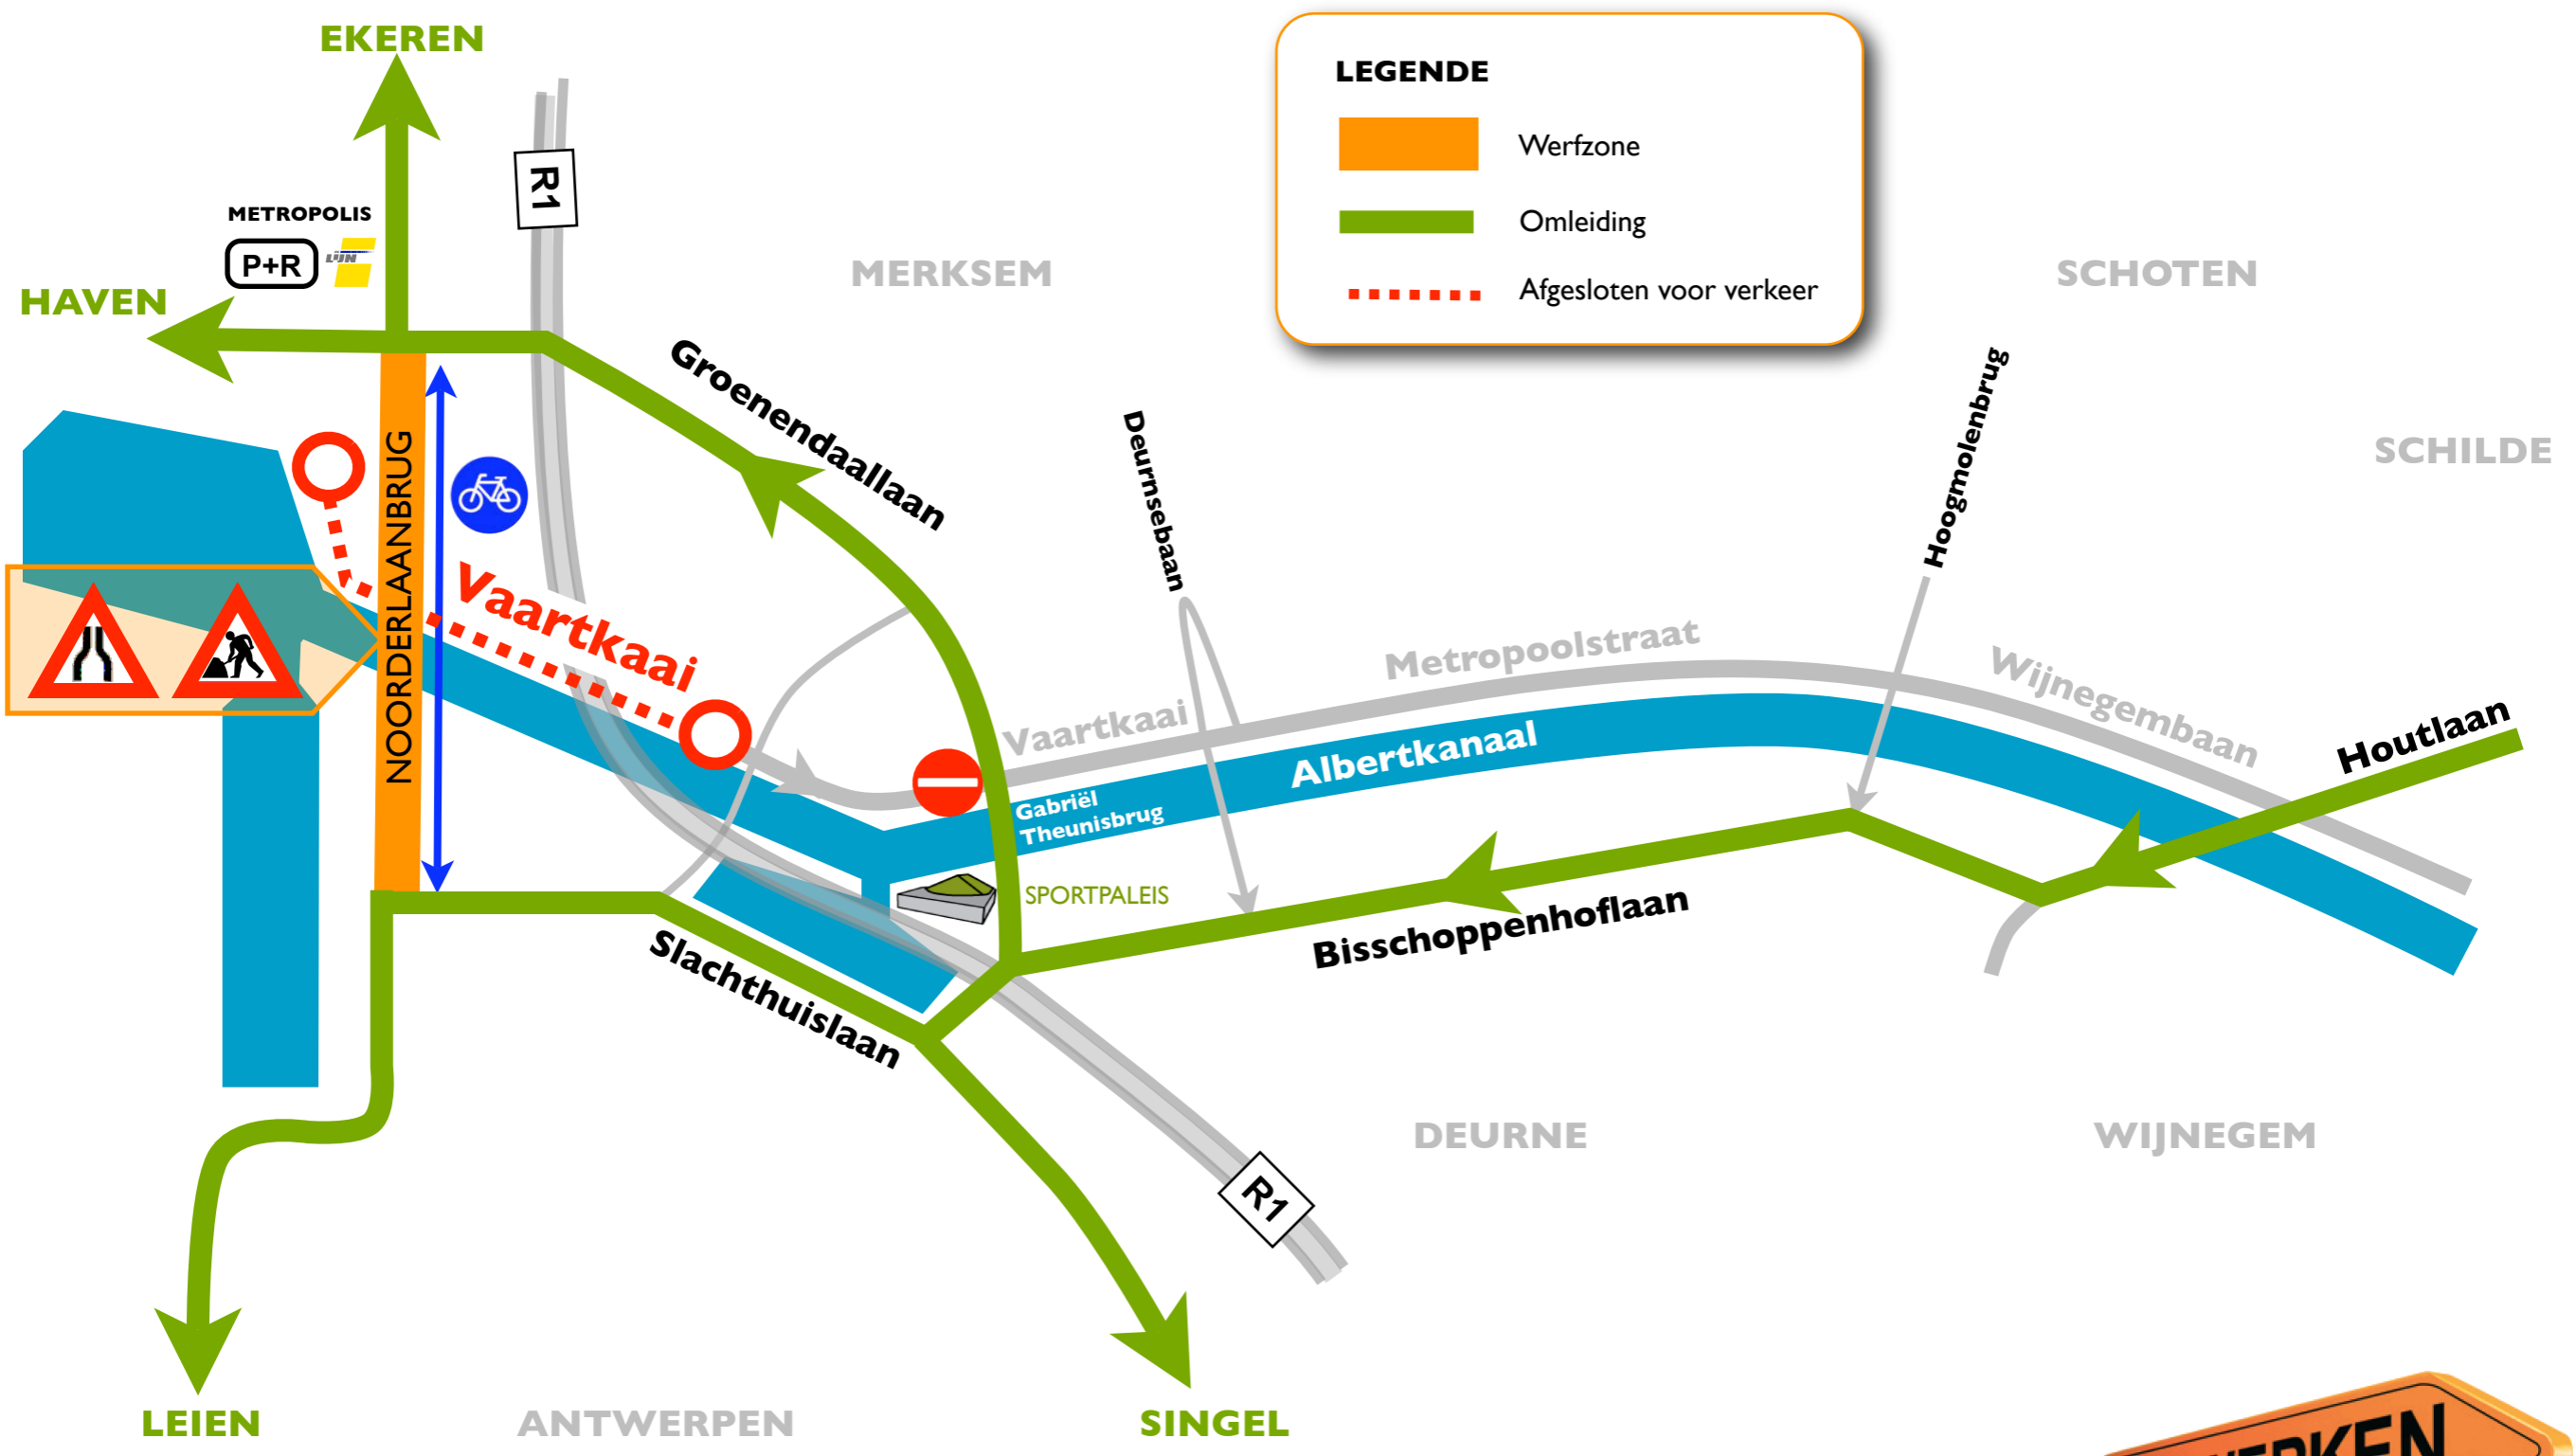 EKEREN
LEGENDE
Werfzone
Omleiding
Afgesloten voor verkeer
R1
METROPOLIS
P+R
LIJN
HAVEN
MERKSEM
SCHOTEN
SCHILDE
Groenendaallaan
Deurnsebaan
Hoogmolenbrug
NOORDERLAANBRUG
Vaartkaai
Vaartkaai
Metropoolstraat
Wijnegembaan
Houtlaan
Albertkanaal
Gabriël
Theunisbrug
SPORTPALEIS
Bisschoppenhoflaan
Slachthuislaan
DEURNE
WIJNEGEM
R1
LEIEN
ANTWERPEN
SINGEL